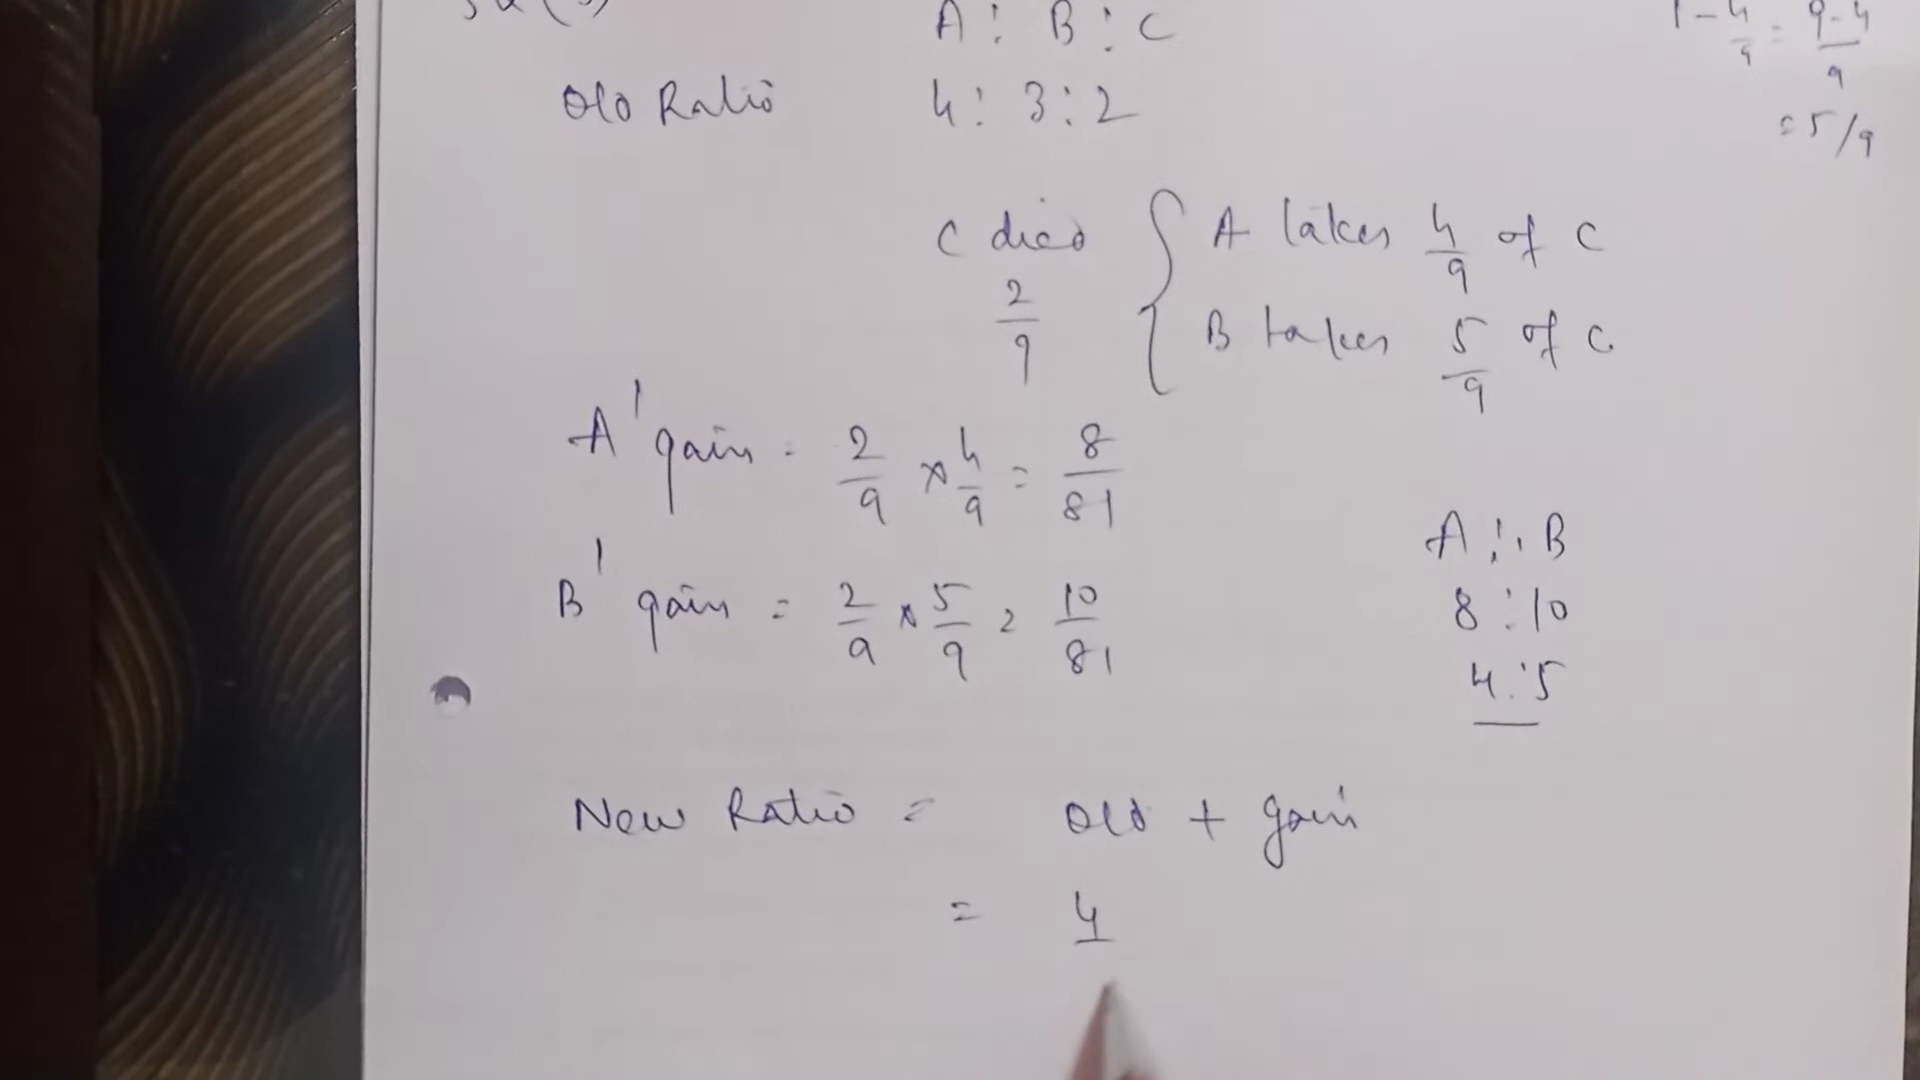 A : B : C
Old Ratio 4 : 3 : 2
1 - 4/9 = 9-4/9
= 5/9
C died 2/9 { A takes 4/9 of C
B takes 5/9 of C
A' gain = 2/9 × 4/9 = 8/81
B' gain = 2/9 × 5/9 = 10/81
A : B
8 : 10
4 : 5
New Ratio = Old + gain
= 4